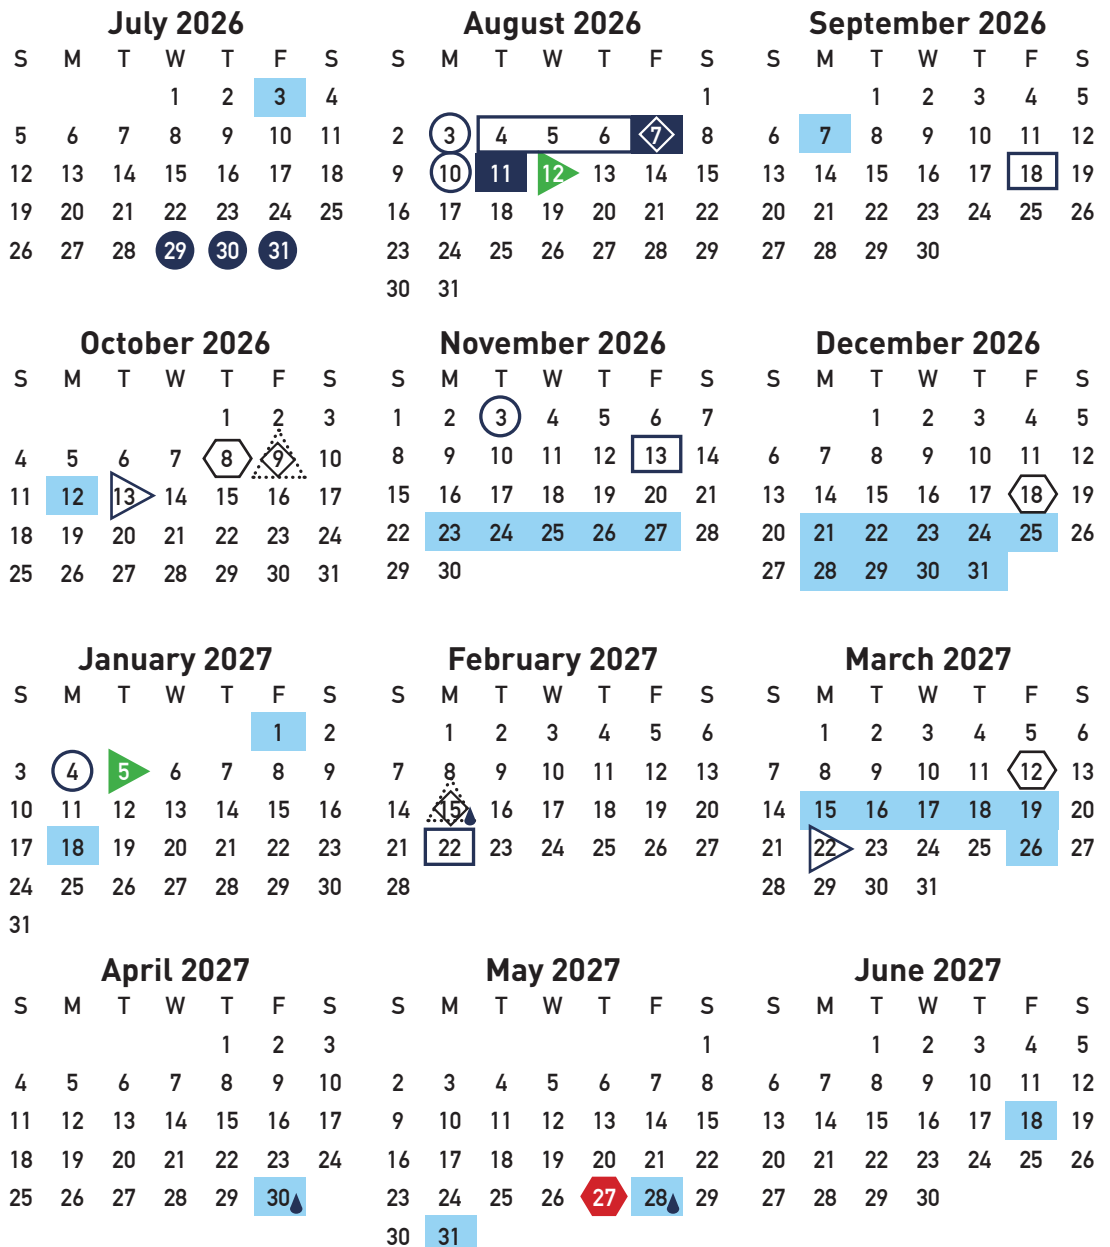 July 2026
S M T W T F S
1 2 3 4
5 6 7 8 9 10 11
12 13 14 15 16 17 18
19 20 21 22 23 24 25
26 27 28 29 30 31
August 2026
S M T W T F S
1
2 3 4 5 6 7 8
9 10 11 12 13 14 15
16 17 18 19 20 21 22
23 24 25 26 27 28 29
30 31
September 2026
S M T W T F S
1 2 3 4 5
6 7 8 9 10 11 12
13 14 15 16 17 18 19
20 21 22 23 24 25 26
27 28 29 30
October 2026
S M T W T F S
1 2 3
4 5 6 7 8 9 10
11 12 13 14 15 16 17
18 19 20 21 22 23 24
25 26 27 28 29 30 31
November 2026
S M T W T F S
1 2 3 4 5 6 7
8 9 10 11 12 13 14
15 16 17 18 19 20 21
22 23 24 25 26 27 28
29 30
December 2026
S M T W T F S
1 2 3 4 5
6 7 8 9 10 11 12
13 14 15 16 17 18 19
20 21 22 23 24 25 26
27 28 29 30 31
January 2027
S M T W T F S
1 2
3 4 5 6 7 8 9
10 11 12 13 14 15 16
17 18 19 20 21 22 23
24 25 26 27 28 29 30
31
February 2027
S M T W T F S
1 2 3 4 5 6
7 8 9 10 11 12 13
14 15 16 17 18 19 20
21 22 23 24 25 26 27
28
March 2027
S M T W T F S
1 2 3 4 5 6
7 8 9 10 11 12 13
14 15 16 17 18 19 20
21 22 23 24 25 26 27
28 29 30 31
April 2027
S M T W T F S
1 2 3
4 5 6 7 8 9 10
11 12 13 14 15 16 17
18 19 20 21 22 23 24
25 26 27 28 29 30
May 2027
S M T W T F S
1
2 3 4 5 6 7 8
9 10 11 12 13 14 15
16 17 18 19 20 21 22
23 24 25 26 27 28 29
30 31
June 2027
S M T W T F S
1 2 3 4 5
6 7 8 9 10 11 12
13 14 15 16 17 18 19
20 21 22 23 24 25 26
27 28 29 30